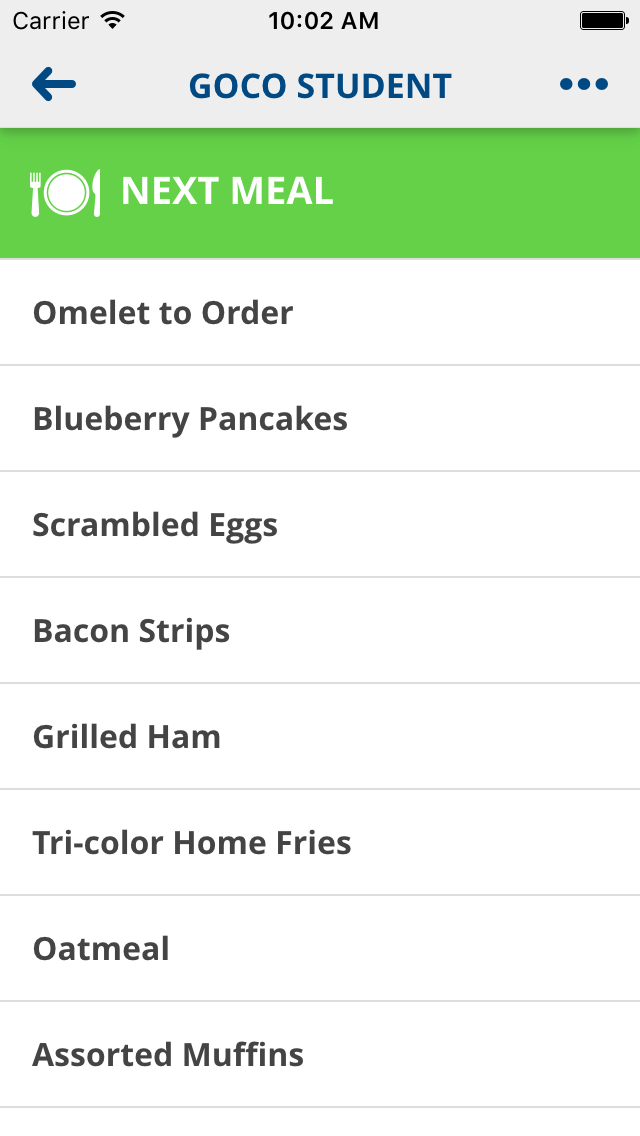 Carrier 10:02 AM
GOCO STUDENT
NEXT MEAL
Omelet to Order
Blueberry Pancakes
Scrambled Eggs
Bacon Strips
Grilled Ham
Tri-color Home Fries
Oatmeal
Assorted Muffins